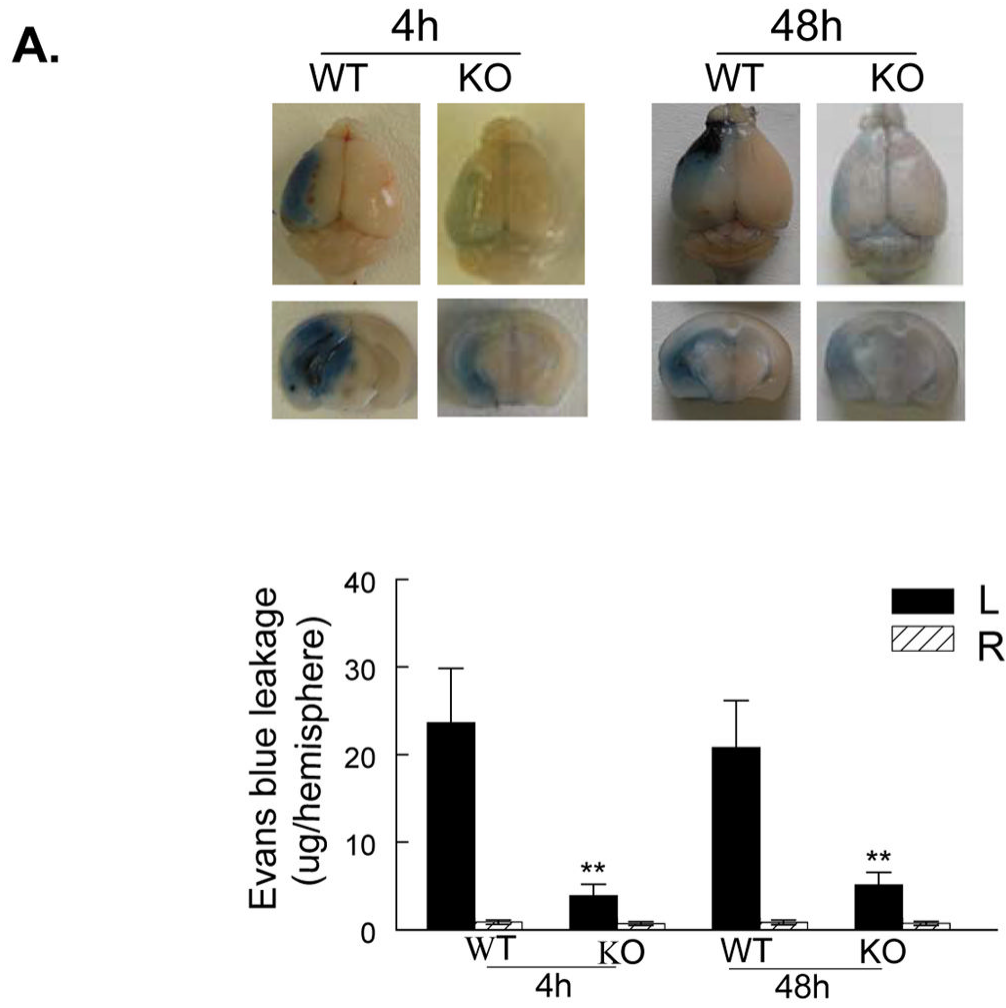 A.
4h 48h
WT KO WT KO
40
30
20
10
0
Evans blue leakage
(ug/hemisphere)
L
R
** **
WT KO WT KO
4h 48h